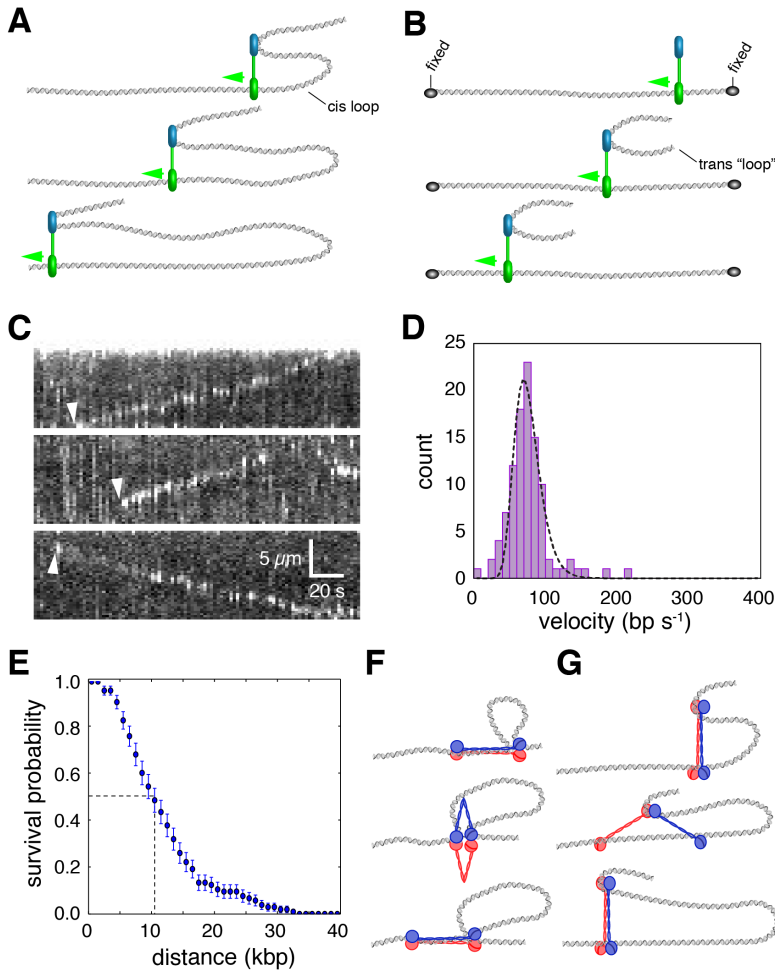 A
B
fixed
fixed
cis loop
trans “loop”
C
5 µm
20 s
D
25
20
15
10
5
0
count
0
100
200
300
400
velocity (bp s-1)
E
1.0
0.8
0.6
0.4
0.2
0.0
survival probability
0
10
20
30
40
distance (kbp)
F
G